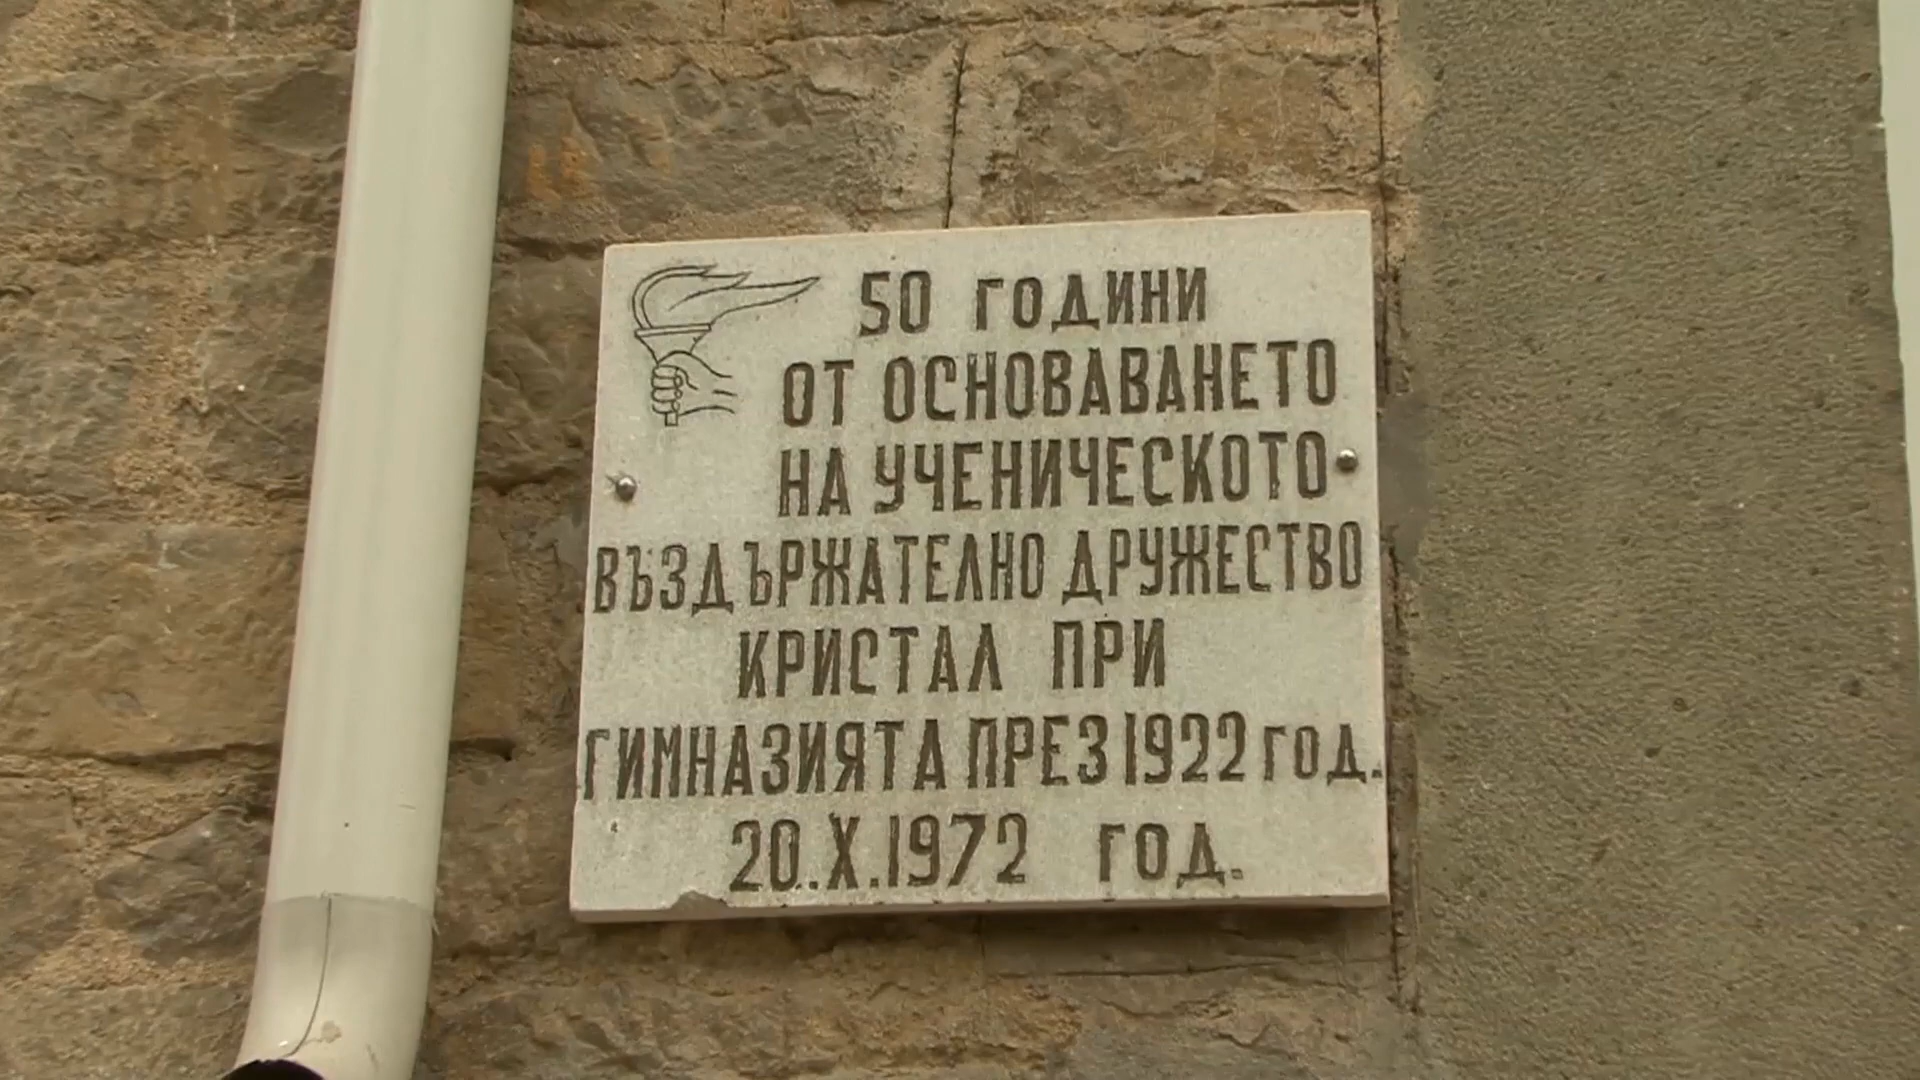 50 ГОДИНИ
ОТ ОСНОВАВАНЕТО
НА УЧЕНИЧЕСКОТО
ВЪЗДЪРЖАТЕЛНО ДРУЖЕСТВО
КРИСТАЛ ПРИ
ГИМНАЗИЯТА ПРЕЗ 1922 ГОД.
20.X.1972 ГОД.